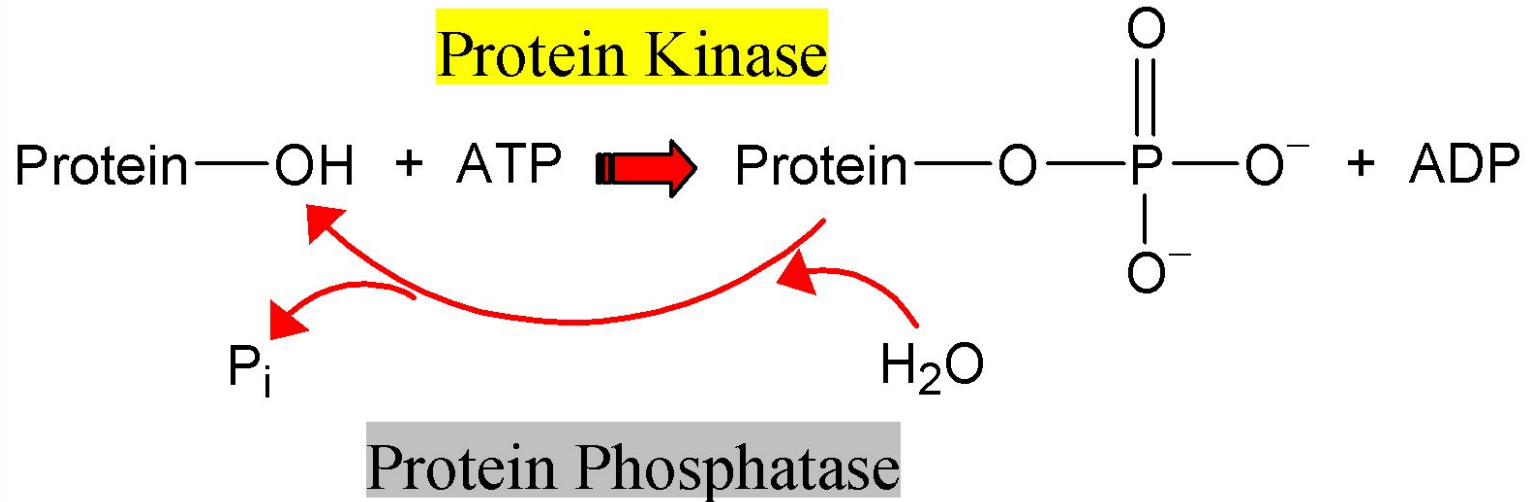 Protein Kinase
O
Protein—OH + ATP Protein—O—P—O⁻ + ADP
O⁻
Pᵢ H₂O
Protein Phosphatase